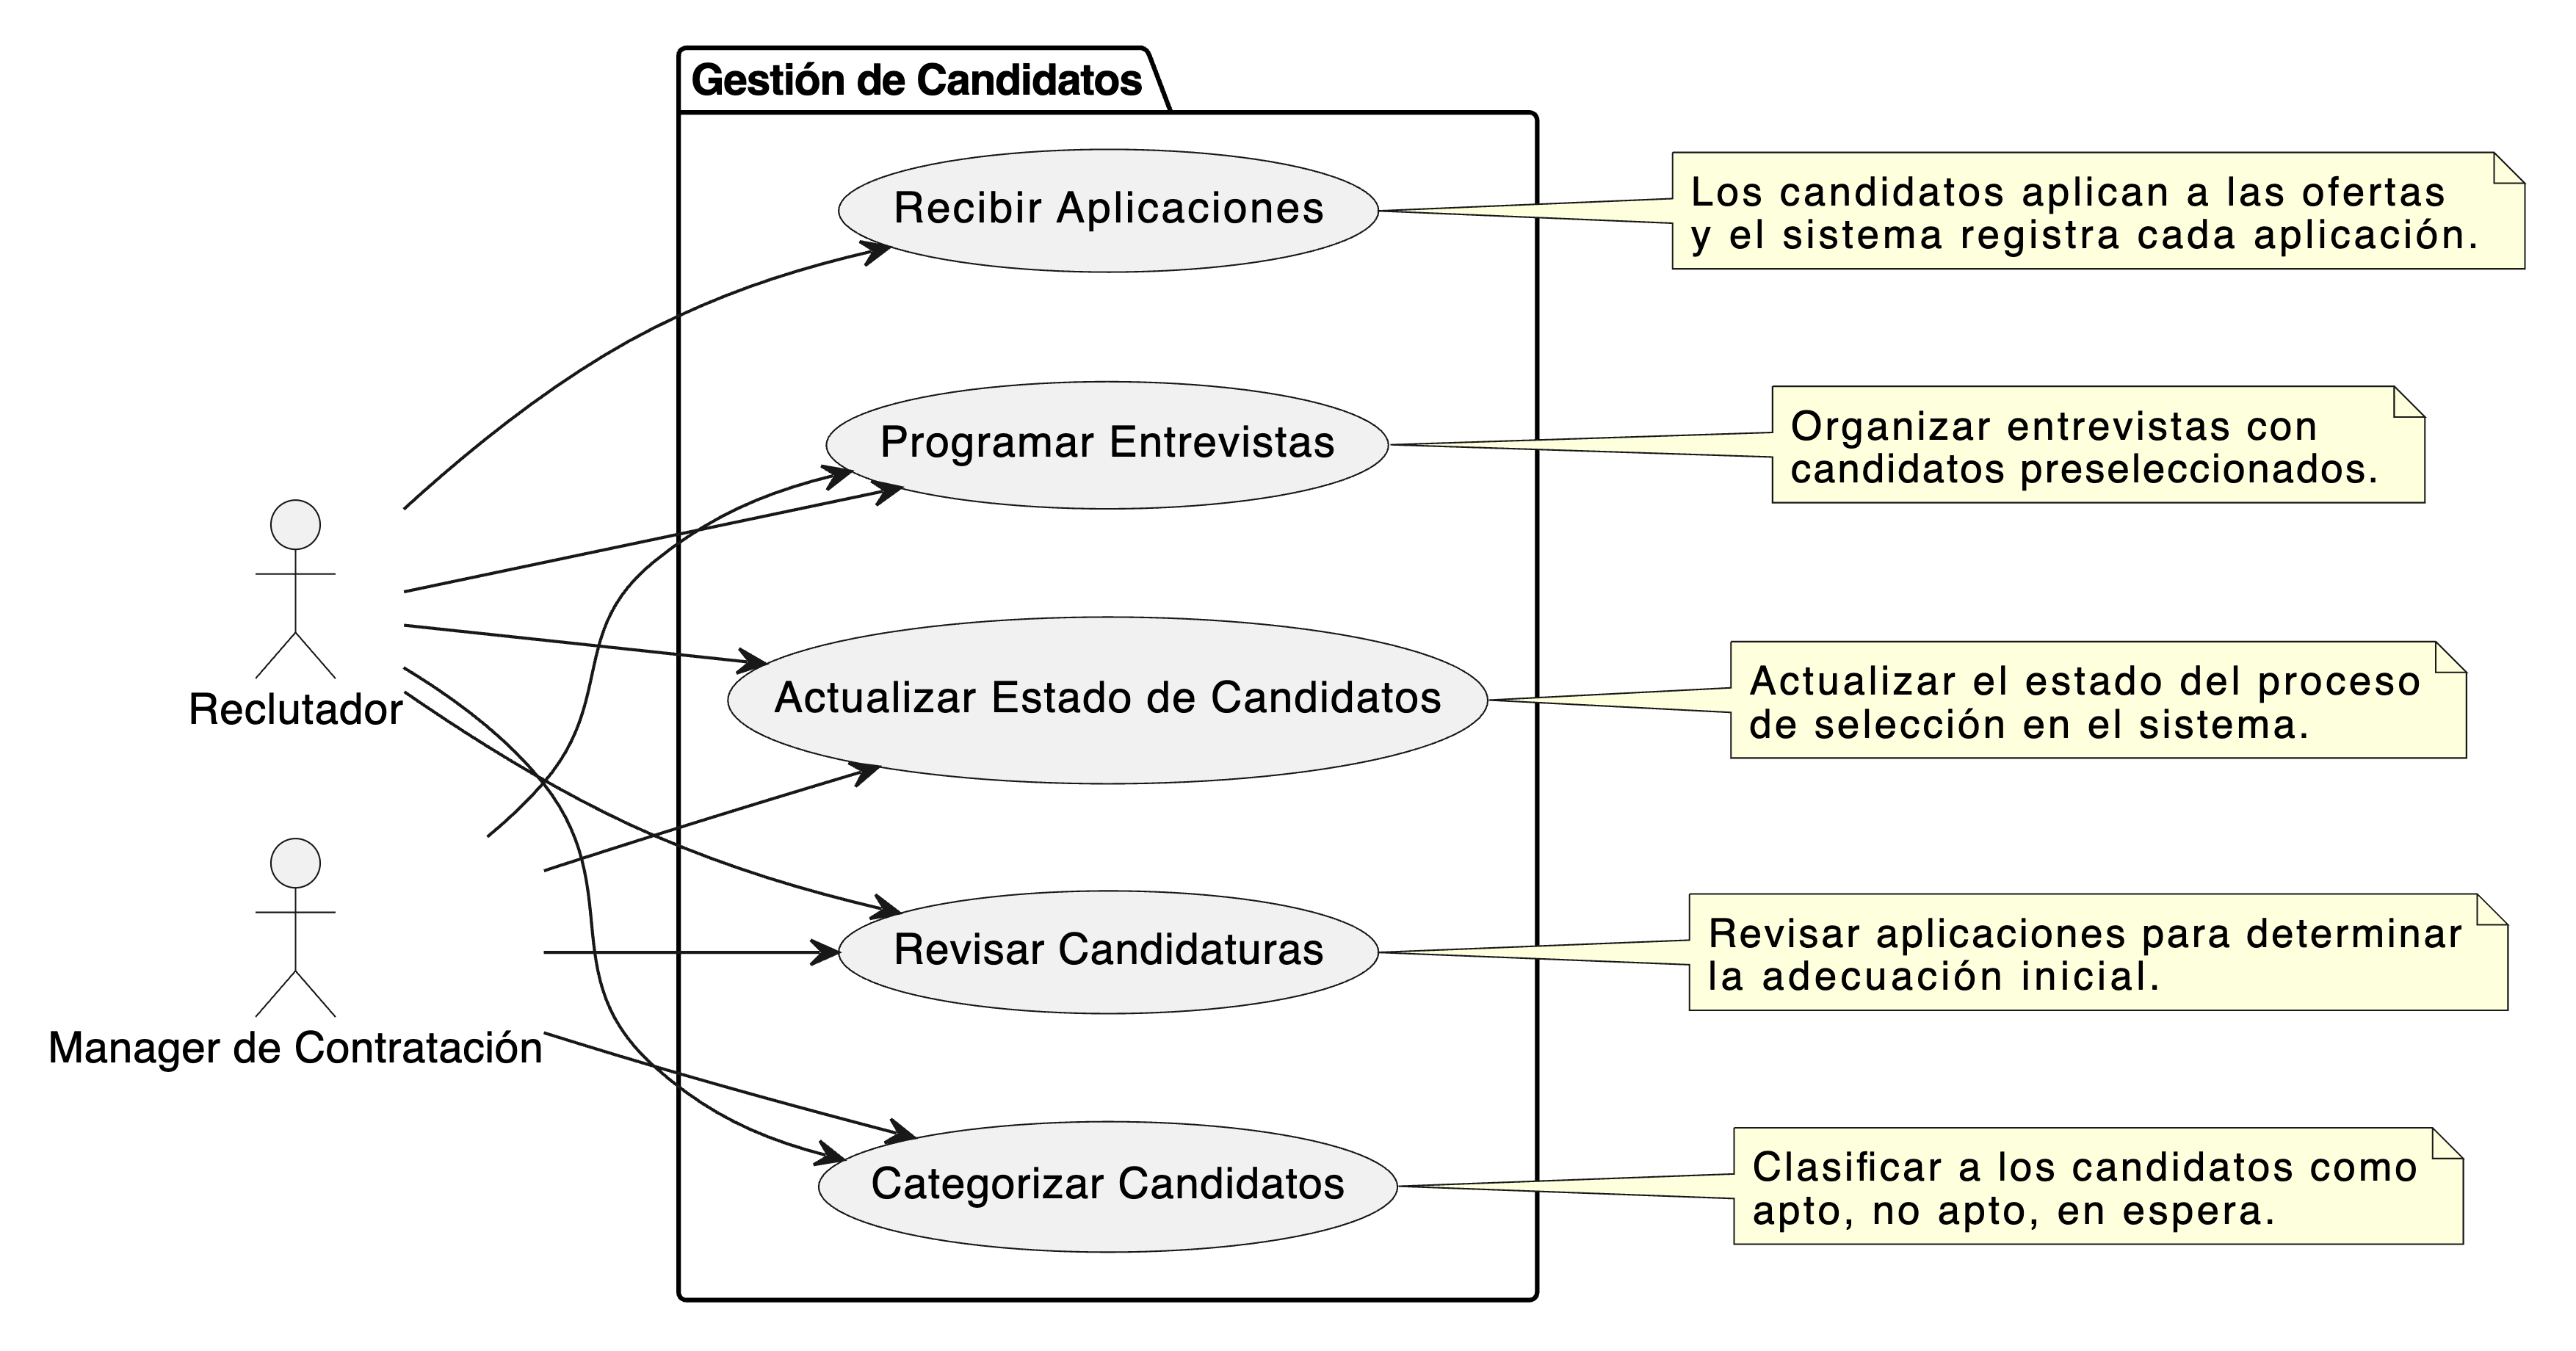 Gestión de Candidatos
Recibir Aplicaciones
Los candidatos aplican a las ofertas
y el sistema registra cada aplicación.
Programar Entrevistas
Organizar entrevistas con
candidatos preseleccionados.
Reclutador
Actualizar Estado de Candidatos
Actualizar el estado del proceso
de selección en el sistema.
Revisar Candidaturas
Revisar aplicaciones para determinar
la adecuación inicial.
Manager de Contratación
Categorizar Candidatos
Clasificar a los candidatos como
apto, no apto, en espera.